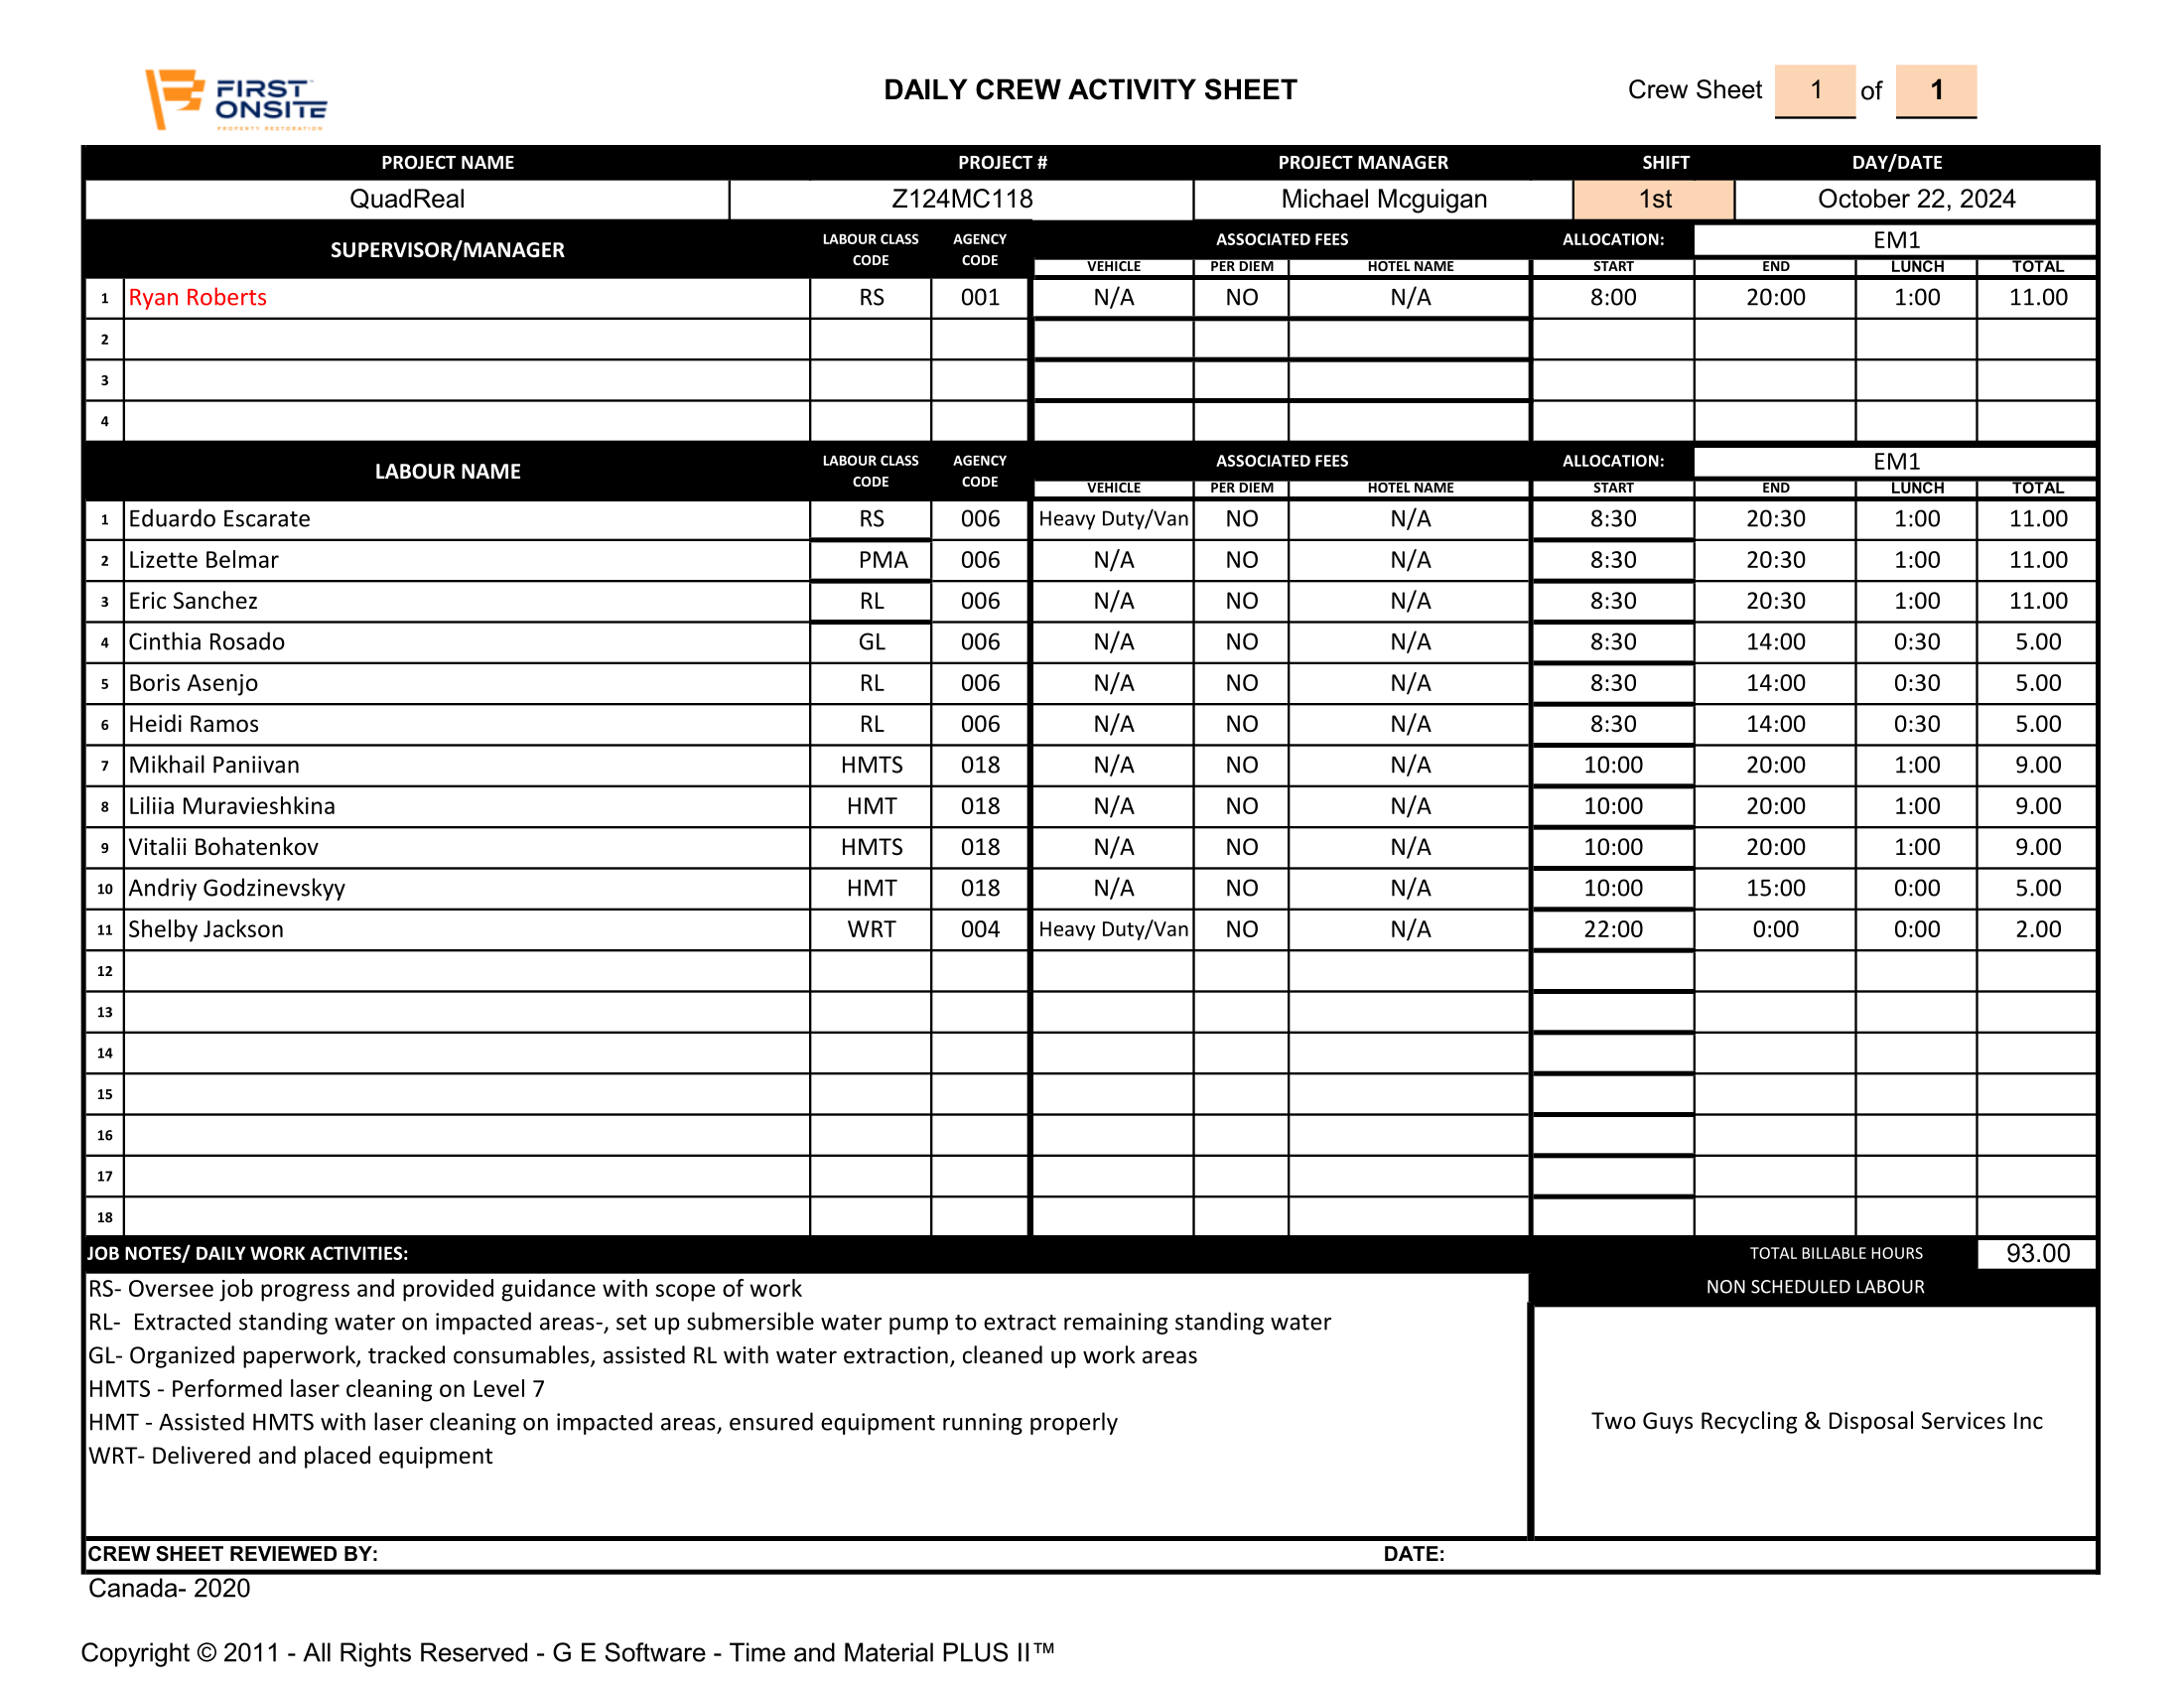 FIRST ONSITE
PROPERTY RESTORATION
DAILY CREW ACTIVITY SHEET
Crew Sheet 1 of 1
PROJECT NAME PROJECT # PROJECT MANAGER SHIFT DAY/DATE
QuadReal Z124MC118 Michael Mcguigan 1st October 22, 2024
SUPERVISOR/MANAGER LABOUR CLASS CODE AGENCY CODE ASSOCIATED FEES ALLOCATION: EM1
VEHICLE PER DIEM HOTEL NAME START END LUNCH TOTAL
1 Ryan Roberts RS 001 N/A NO N/A 8:00 20:00 1:00 11.00
2
3
4
LABOUR NAME LABOUR CLASS CODE AGENCY CODE ASSOCIATED FEES ALLOCATION: EM1
VEHICLE PER DIEM HOTEL NAME START END LUNCH TOTAL
1 Eduardo Escarate RS 006 Heavy Duty/Van NO N/A 8:30 20:30 1:00 11.00
2 Lizette Belmar PMA 006 N/A NO N/A 8:30 20:30 1:00 11.00
3 Eric Sanchez RL 006 N/A NO N/A 8:30 20:30 1:00 11.00
4 Cinthia Rosado GL 006 N/A NO N/A 8:30 14:00 0:30 5.00
5 Boris Asenjo RL 006 N/A NO N/A 8:30 14:00 0:30 5.00
6 Heidi Ramos RL 006 N/A NO N/A 8:30 14:00 0:30 5.00
7 Mikhail Paniivan HMTS 018 N/A NO N/A 10:00 20:00 1:00 9.00
8 Liliia Muravieshkina HMT 018 N/A NO N/A 10:00 20:00 1:00 9.00
9 Vitalii Bohatenkov HMTS 018 N/A NO N/A 10:00 20:00 1:00 9.00
10 Andriy Godzinevskyy HMT 018 N/A NO N/A 10:00 15:00 0:00 5.00
11 Shelby Jackson WRT 004 Heavy Duty/Van NO N/A 22:00 0:00 0:00 2.00
12
13
14
15
16
17
18
JOB NOTES/ DAILY WORK ACTIVITIES: TOTAL BILLABLE HOURS 93.00
NON SCHEDULED LABOUR
RS- Oversee job progress and provided guidance with scope of work
RL- Extracted standing water on impacted areas-, set up submersible water pump to extract remaining standing water
GL- Organized paperwork, tracked consumables, assisted RL with water extraction, cleaned up work areas
HMTS - Performed laser cleaning on Level 7
HMT - Assisted HMTS with laser cleaning on impacted areas, ensured equipment running properly
WRT- Delivered and placed equipment
Two Guys Recycling & Disposal Services Inc
CREW SHEET REVIEWED BY: DATE:
Canada- 2020
Copyright © 2011 - All Rights Reserved - G E Software - Time and Material PLUS II™